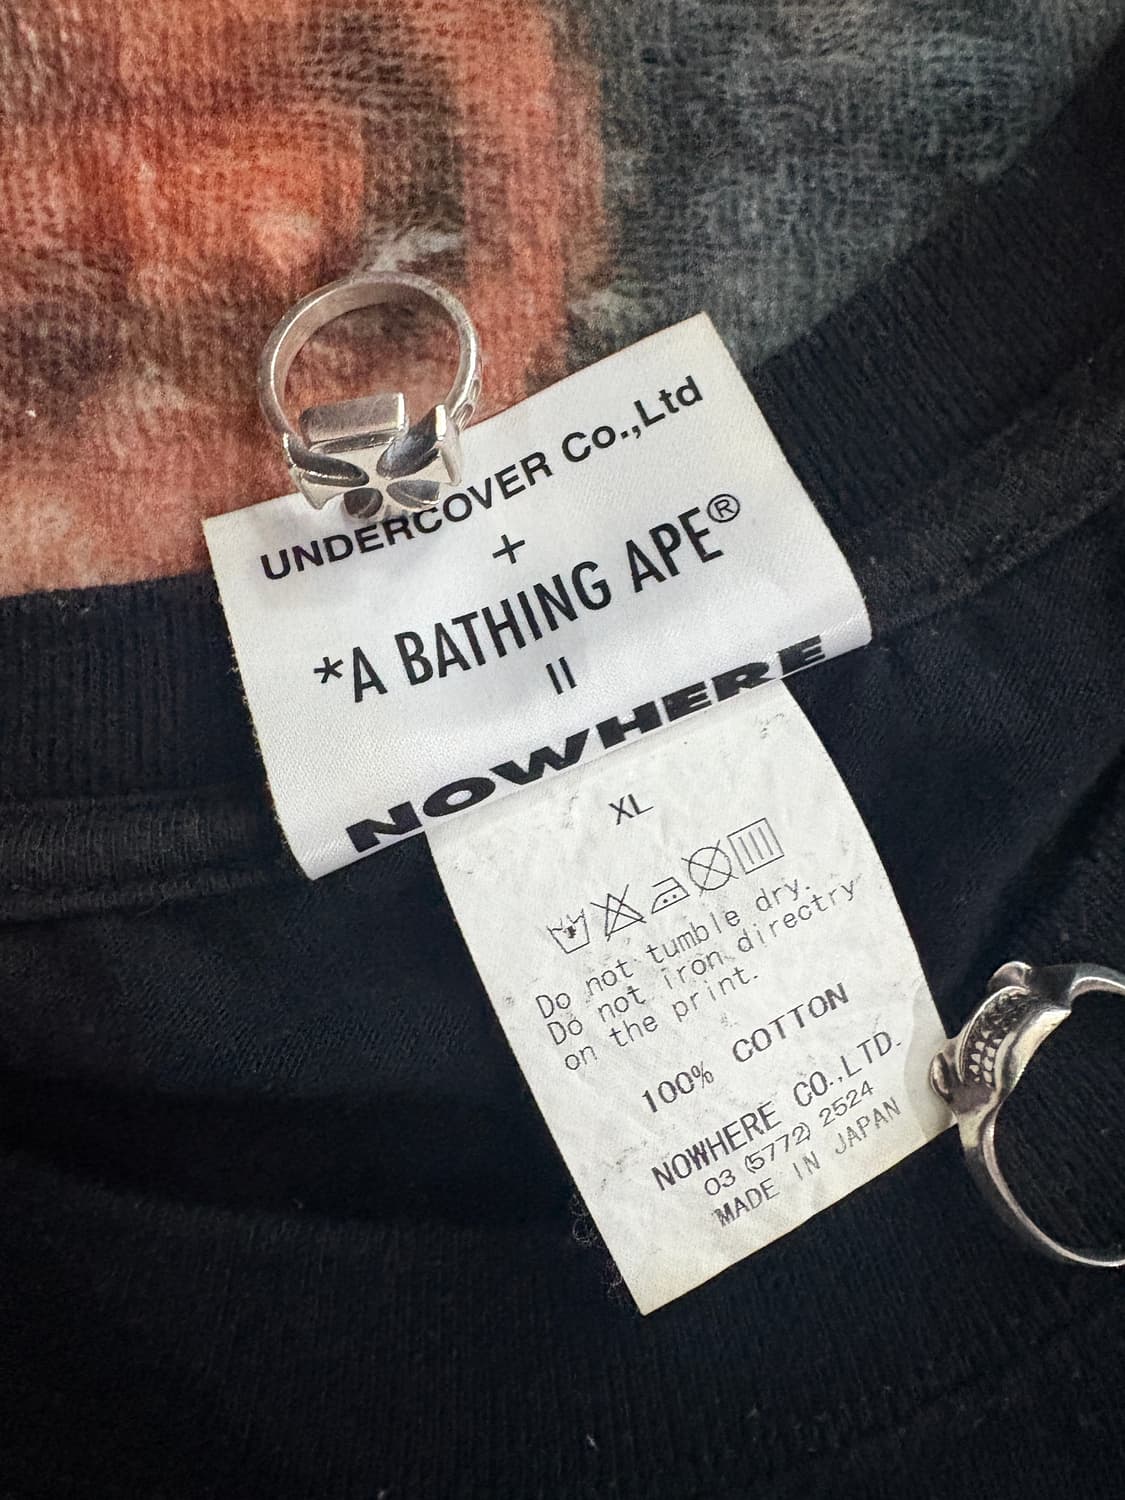 UNDERCOVER Co.,Ltd
+
*A BATHING APE®
=
NOWHERE
XL
Do not tumble dry.
Do not iron directry
on the print.
100% COTTON
NOWHERE CO.,LTD.
03 (5772) 2524
MADE IN JAPAN